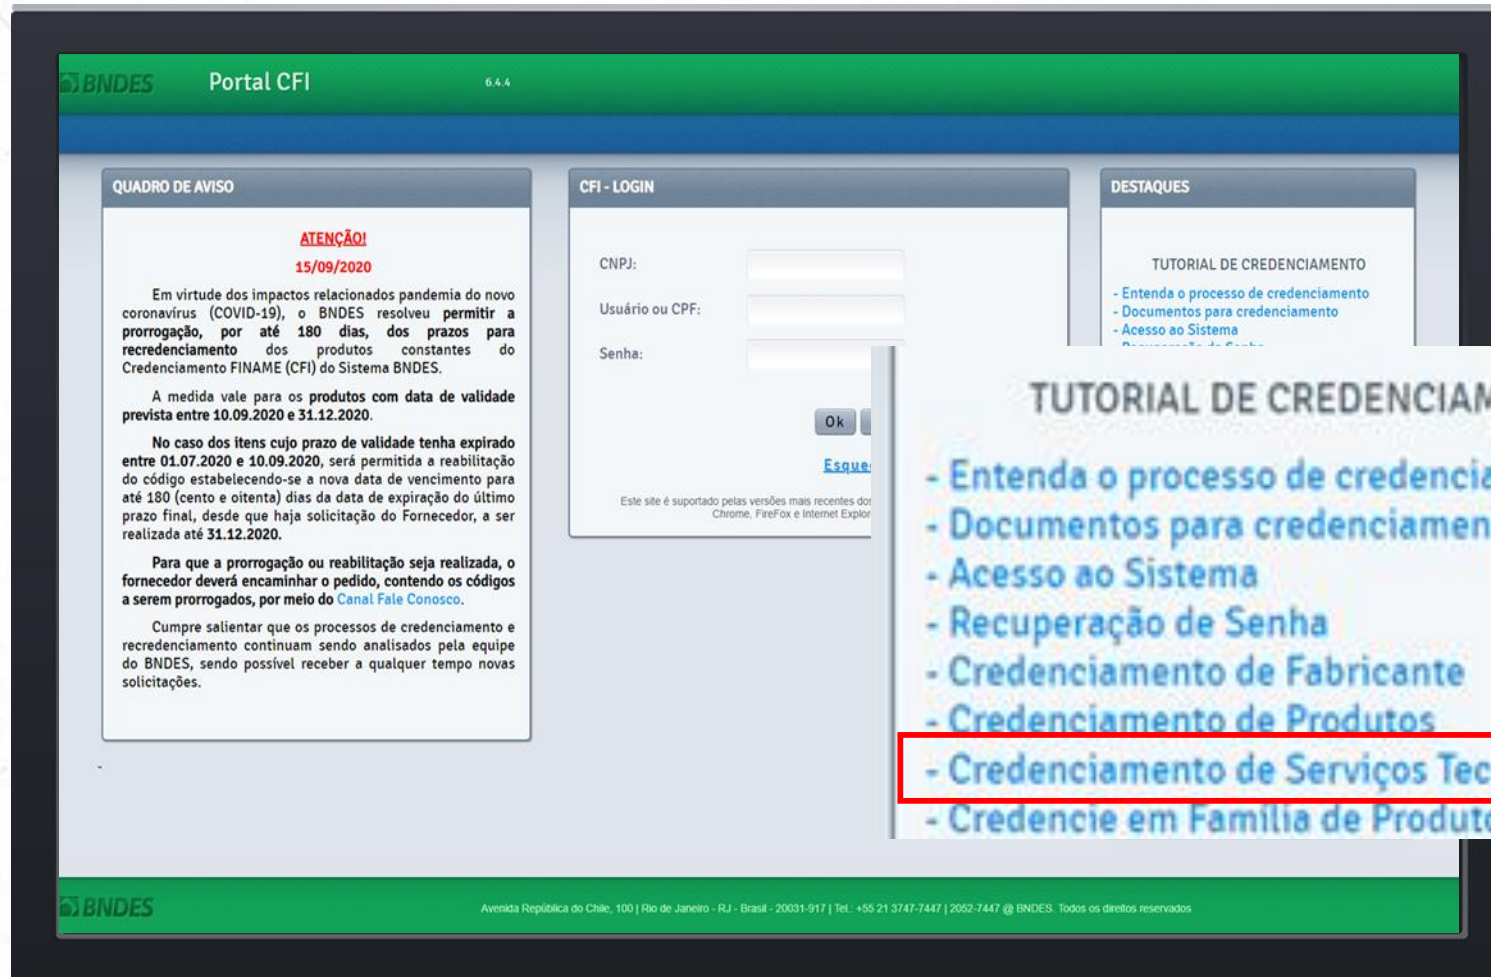 BNDES
Portal CFI
6.4.4
QUADRO DE AVISO
ATENÇÃO!
15/09/2020
Em virtude dos impactos relacionados pandemia do novo
coronavírus (COVID-19), o BNDES resolveu permitir a
prorrogação, por até 180 dias, dos prazos para
recredenciamento dos produtos constantes do
Credenciamento FINAME (CFI) do Sistema BNDES.
A medida vale para os produtos com data de validade
prevista entre 10.09.2020 e 31.12.2020.
No caso dos itens cujo prazo de validade tenha expirado
entre 01.07.2020 e 10.09.2020, será permitida a reabilitação
do código estabelecendo-se a nova data de vencimento para
até 180 (cento e oitenta) dias da data de expiração do último
prazo final, desde que haja solicitação do Fornecedor, a ser
realizada até 31.12.2020.
Para que a prorrogação ou reabilitação seja realizada, o
fornecedor deverá encaminhar o pedido, contendo os códigos
a serem prorrogados, por meio do Canal Fale Conosco.
Cumpre salientar que os processos de credenciamento e
recredenciamento continuam sendo analisados pela equipe
do BNDES, sendo possível receber a qualquer tempo novas
solicitações.
CFI - LOGIN
CNPJ:
Usuário ou CPF:
Senha:
Ok
Esque
Este site é suportado pelas versões mais recentes dos
Chrome, FireFox e Internet Explor
DESTAQUES
TUTORIAL DE CREDENCIAMENTO
- Entenda o processo de credenciamento
- Documentos para credenciamento
- Acesso ao Sistema
TUTORIAL DE CREDENCIAM
- Entenda o processo de credencia
- Documentos para credenciamen
- Acesso ao Sistema
- Recuperação de Senha
- Credenciamento de Fabricante
- Credenciamento de Produtos
- Credenciamento de Serviços Tec
- Credencie em Família de Produto
BNDES
Avenida República do Chile, 100 | Rio de Janeiro - RJ - Brasil - 20031-917 | Tel.: +55 21 3747-7447 | 2052-7447 @ BNDES. Todos os direitos reservados